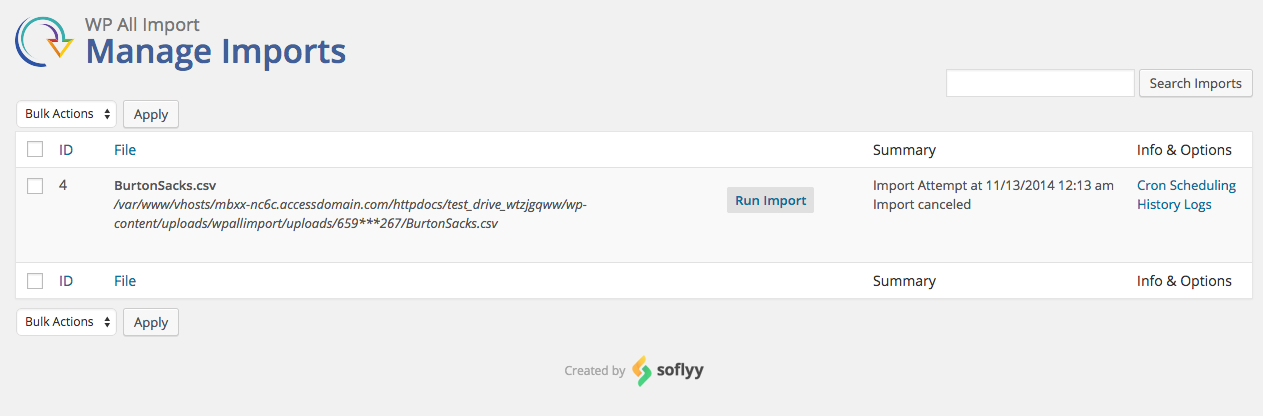 WP All Import
Manage Imports
Search Imports
Bulk Actions Apply
ID File Summary Info & Options
4 BurtonSacks.csv Run Import Import Attempt at 11/13/2014 12:13 am Cron Scheduling
/var/www/vhosts/mbxx-nc6c.accessdomain.com/httpdocs/test_drive_wtzjgqww/wp- Import canceled History Logs
content/uploads/wpallimport/uploads/659***267/BurtonSacks.csv
ID File Summary Info & Options
Bulk Actions Apply
Created by soflyy